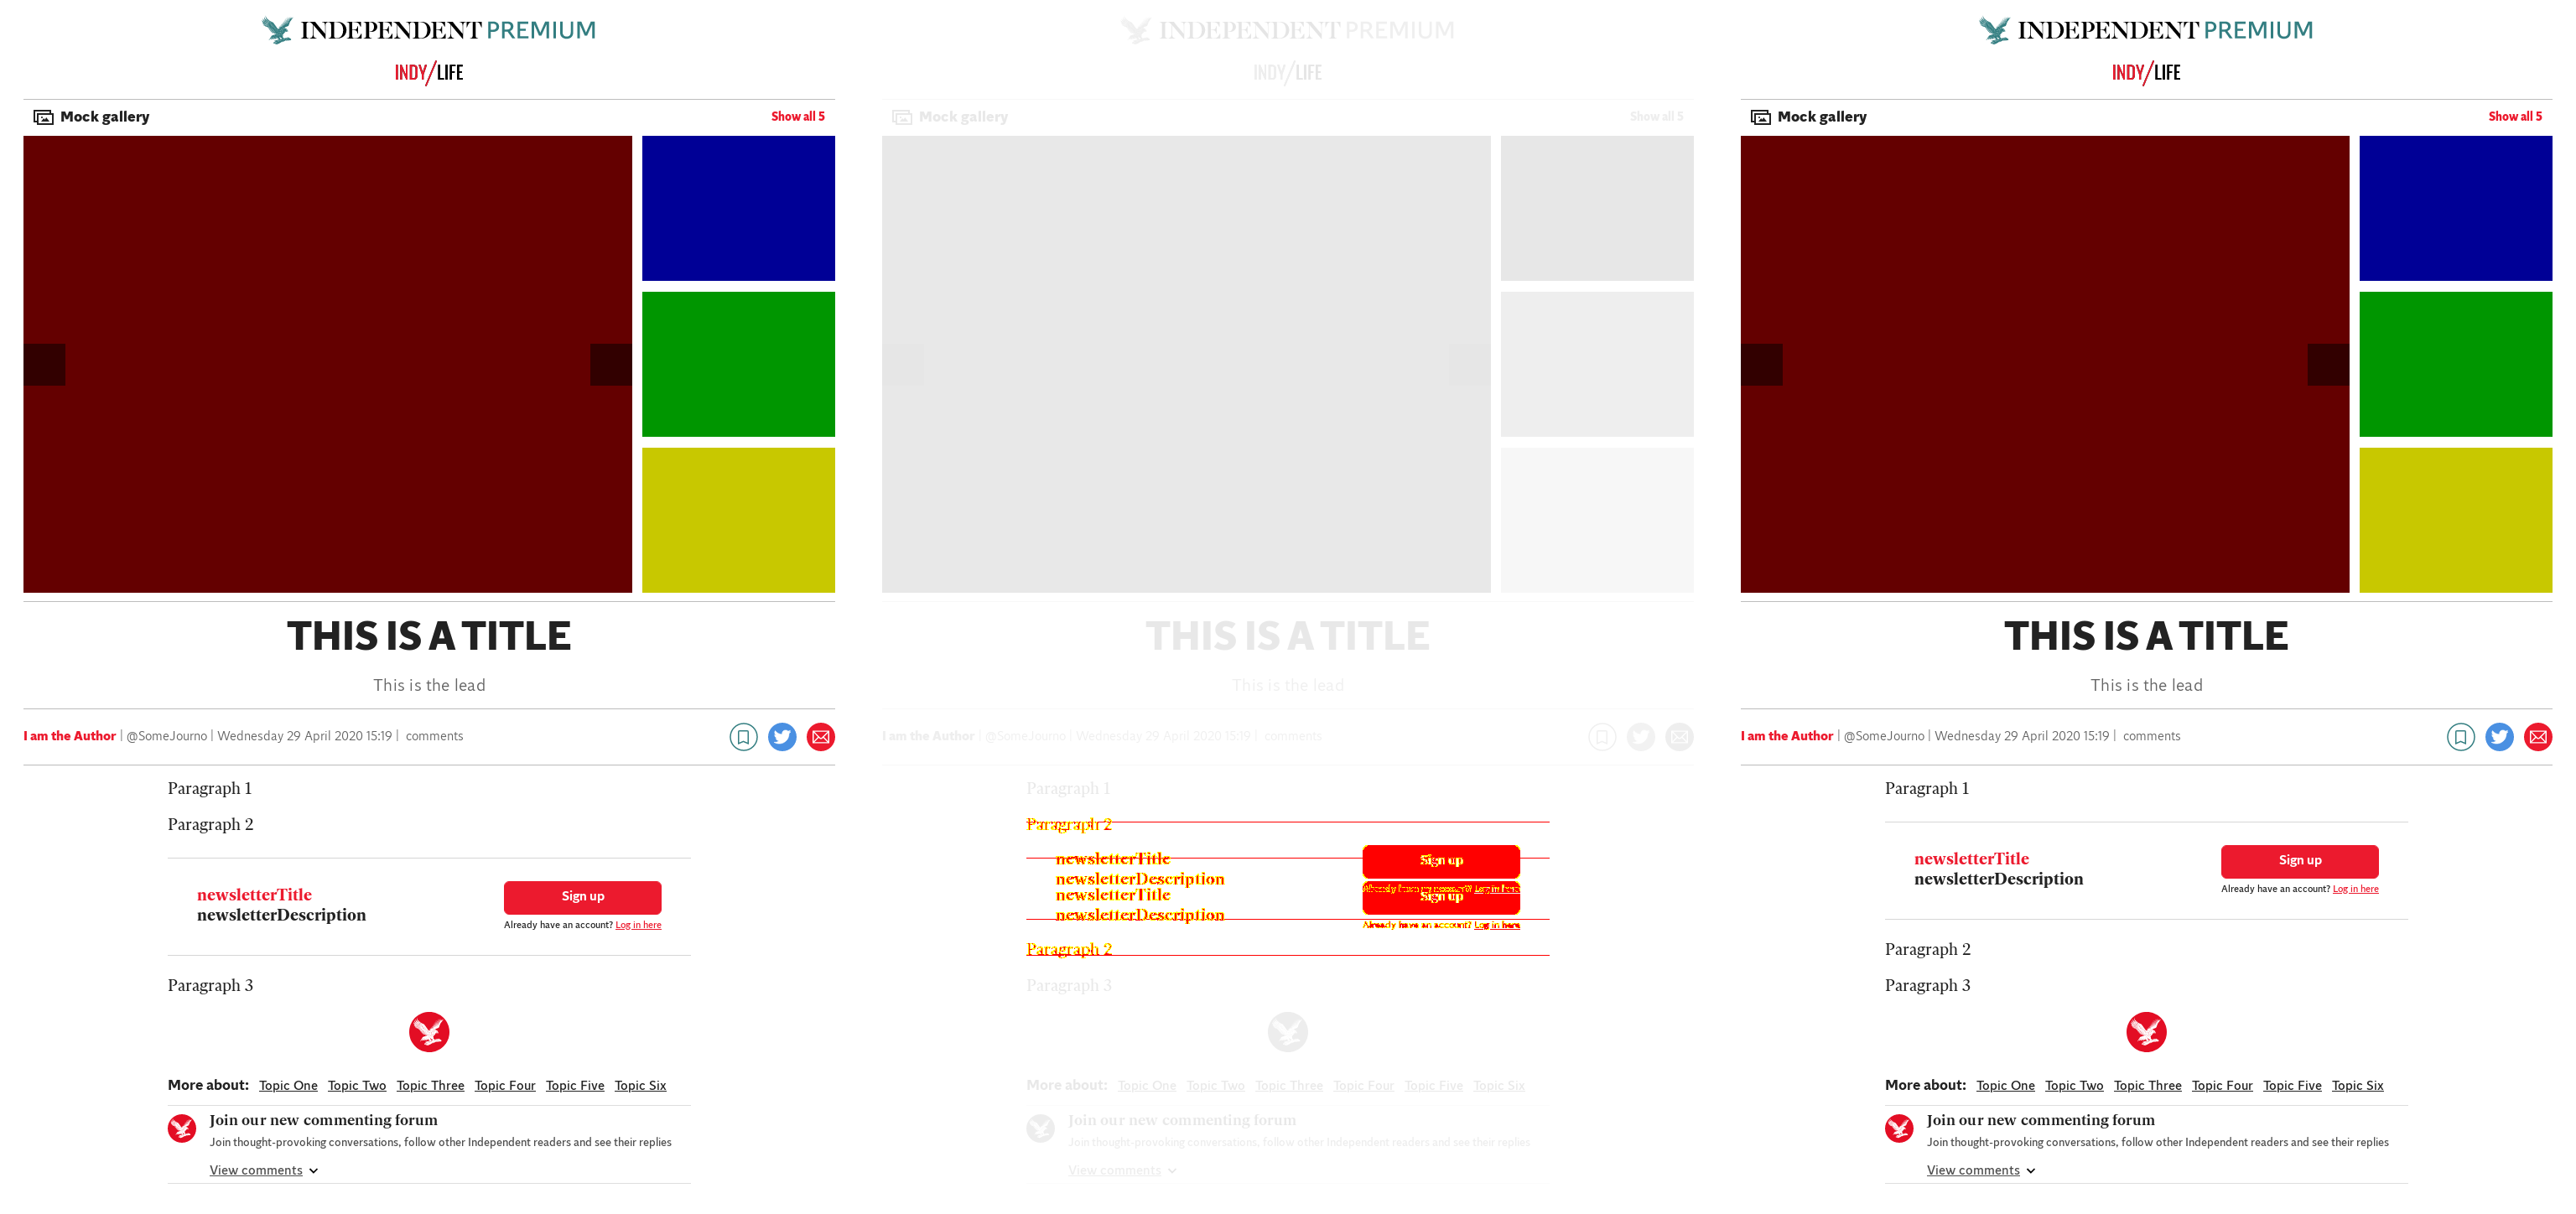 INDEPENDENT PREMIUM
INDY/LIFE
Mock gallery
Show all 5
THIS IS A TITLE
This is the lead
I am the Author | @SomeJourno | Wednesday 29 April 2020 15:19 | comments
Paragraph 1
Paragraph 2
newsletterTitle
newsletterDescription
Sign up
Already have an account? Log in here
Paragraph 3
More about: Topic One Topic Two Topic Three Topic Four Topic Five Topic Six
Join our new commenting forum
Join thought-provoking conversations, follow other Independent readers and see their replies
View comments
INDEPENDENT PREMIUM
INDY/LIFE
Mock gallery
Show all 5
THIS IS A TITLE
This is the lead
I am the Author | @SomeJourno | Wednesday 29 April 2020 15:19 | comments
Paragraph 1
Paragraph 2
newsletterTitle
newsletterDescription
Sign up
Already have an account? Log in here
newsletterTitle
newsletterDescription
Sign up
Already have an account? Log in here
Paragraph 2
Paragraph 3
More about: Topic One Topic Two Topic Three Topic Four Topic Five Topic Six
Join our new commenting forum
Join thought-provoking conversations, follow other Independent readers and see their replies
View comments
INDEPENDENT PREMIUM
INDY/LIFE
Mock gallery
Show all 5
THIS IS A TITLE
This is the lead
I am the Author | @SomeJourno | Wednesday 29 April 2020 15:19 | comments
Paragraph 1
newsletterTitle
newsletterDescription
Sign up
Already have an account? Log in here
Paragraph 2
Paragraph 3
More about: Topic One Topic Two Topic Three Topic Four Topic Five Topic Six
Join our new commenting forum
Join thought-provoking conversations, follow other Independent readers and see their replies
View comments